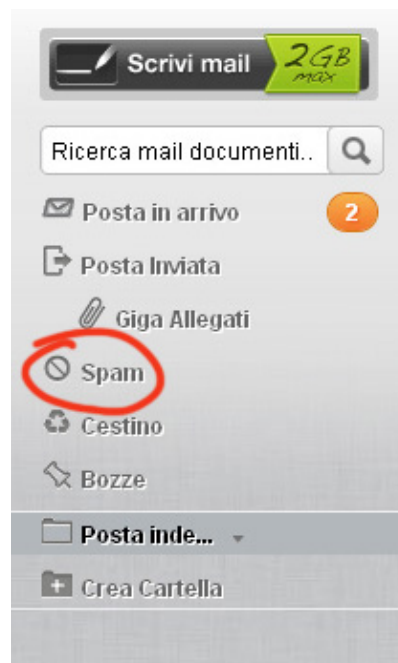 Scrivi mail
2GB
max
Ricerca mail documenti..
Posta in arrivo
2
Posta Inviata
Giga Allegati
Spam
Cestino
Bozze
Posta inde...
Crea Cartella